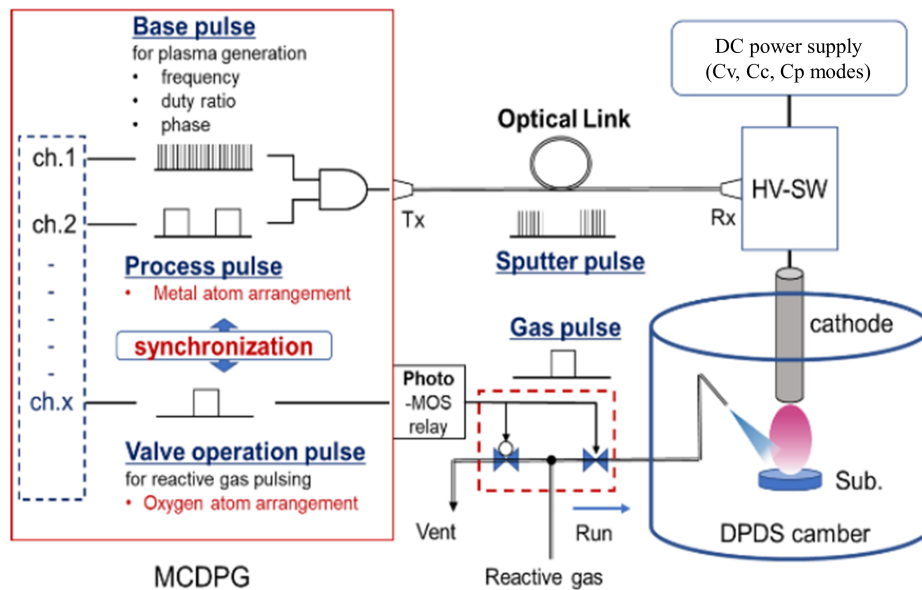 Base pulse
for plasma generation
• frequency
• duty ratio
• phase
ch.1
ch.2
Process pulse
• Metal atom arrangement
synchronization
ch.x
Valve operation pulse
for reactive gas pulsing
• Oxygen atom arrangement
MCDPG
Optical Link
Tx
Rx
Sputter pulse
Gas pulse
Photo
-MOS
relay
Vent
Run
Reactive gas
DC power supply
(Cv, Cc, Cp modes)
HV-SW
cathode
Sub.
DPDS camber